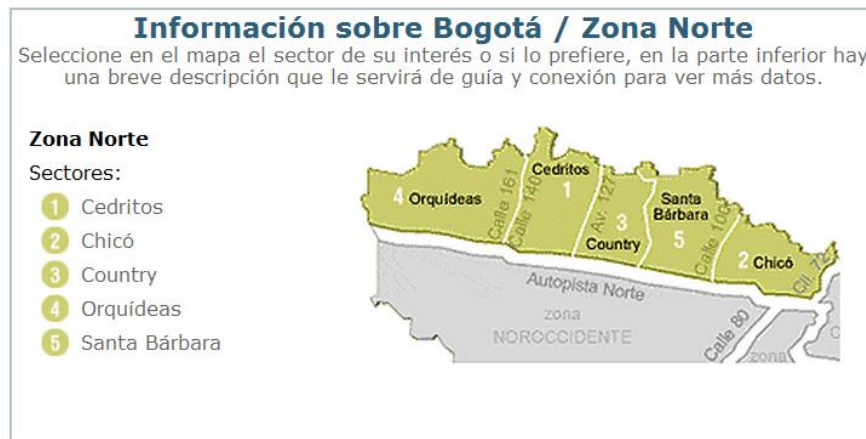 Información sobre Bogotá / Zona Norte
Seleccione en el mapa el sector de su interés o si lo prefiere, en la parte inferior hay
una breve descripción que le servirá de guía y conexión para ver más datos.
Zona Norte
Sectores:
1 Cedritos
2 Chicó
3 Country
4 Orquídeas
5 Santa Bárbara
4 Orquídeas
Calle 161
Calle 140
Cedritos
1
Av. 127
3
Country
Santa
Bárbara
5
Calle 100
2 Chicó
Cll. 72
Autopista Norte
zona
NOROCCIDENTE
Calle 80
zona